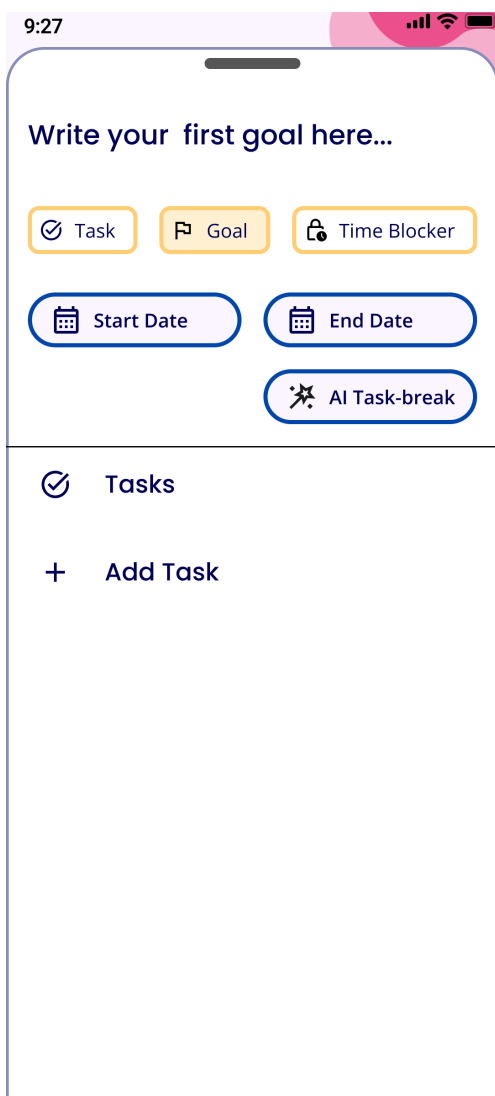 9:27
Write your  first goal here...
Task Goal Time Blocker
Start Date End Date
AI Task-break
Tasks
Add Task